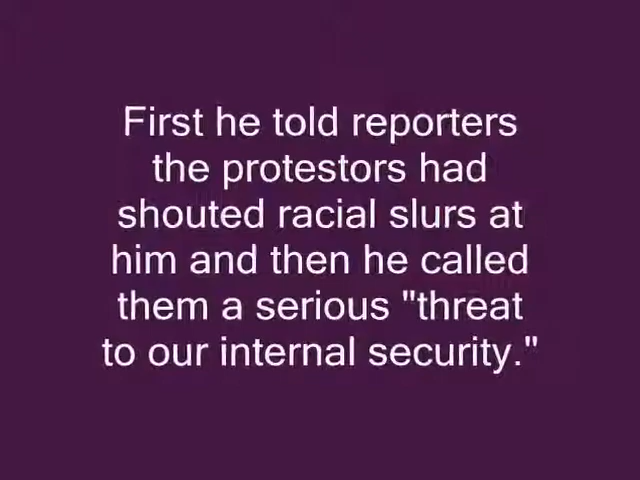 First he told reporters
the protestors had
shouted racial slurs at
him and then he called
them a serious "threat
to our internal security."